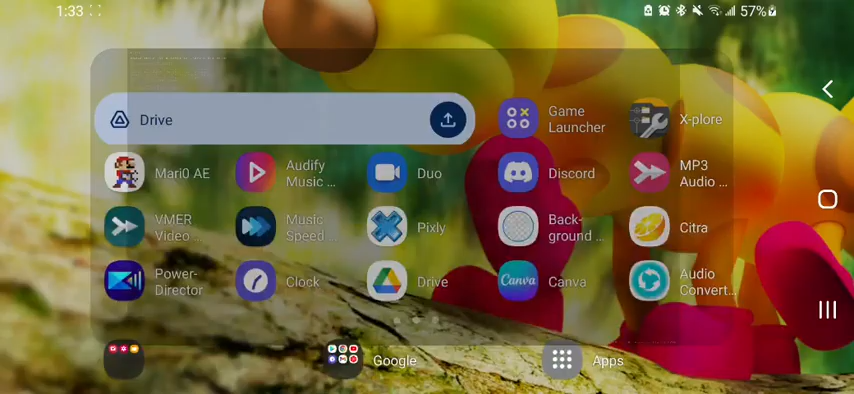 1:33
57%
Drive
Game
Launcher
X-plore
Mari0 AE
Audify
Music ...
Duo
Discord
MP3
Audio ...
VMER
Video ...
Music
Speed ...
Pixly
Back-
ground ...
Citra
Power-
Director
Clock
Drive
Canva
Canva
Audio
Convert...
Google
Apps